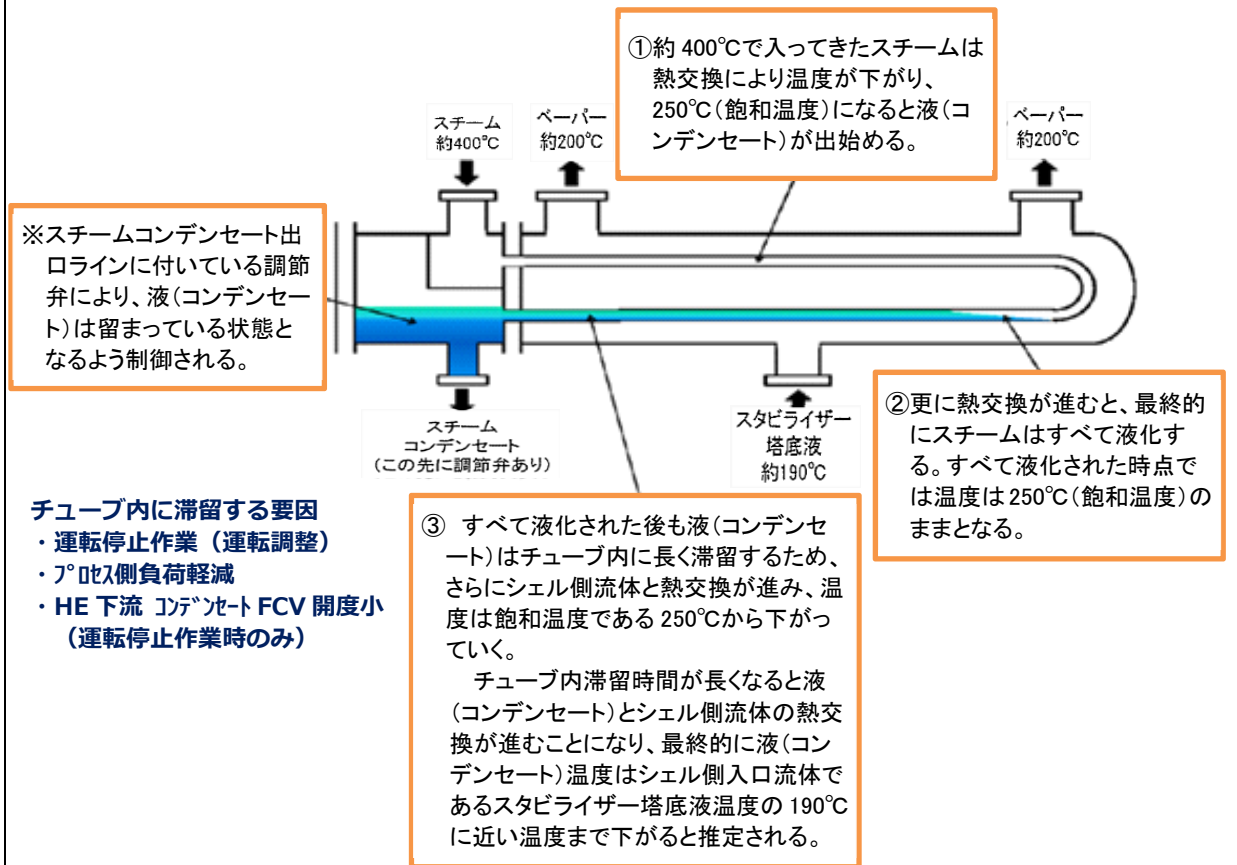 ①約 400℃で入ってきたスチームは
熱交換により温度が下がり、
250℃(飽和温度)になると液(コ
ンデンセート)が出始める。
スチーム
約400℃
ベーパー
約200℃
ベーパー
約200℃
※スチームコンデンセート出
口ラインに付いている調節
弁により、液(コンデンセー
ト)は留まっている状態と
なるよう制御される。
スチーム
コンデンセート
(この先に調節弁あり)
スタビライザー
塔底液
約190℃
②更に熱交換が進むと、最終的
にスチームはすべて液化す
る。すべて液化された時点で
は温度は 250℃(飽和温度)の
ままとなる。
チューブ内に滞留する要因
・運転停止作業（運転調整）
・ﾌﾟﾛｾｽ側負荷軽減
・HE 下流 ｺﾝﾃﾞﾝｾｰﾄ FCV 開度小
（運転停止作業時のみ）
③ すべて液化された後も液(コンデンセ
ート)はチューブ内に長く滞留するため、
さらにシェル側流体と熱交換が進み、温
度は飽和温度である 250℃から下がっ
ていく。
チューブ内滞留時間が長くなると液
(コンデンセート)とシェル側流体の熱交
換が進むことになり、最終的に液(コン
デンセート)温度はシェル側入口流体で
あるスタビライザー塔底液温度の 190℃
に近い温度まで下がると推定される。